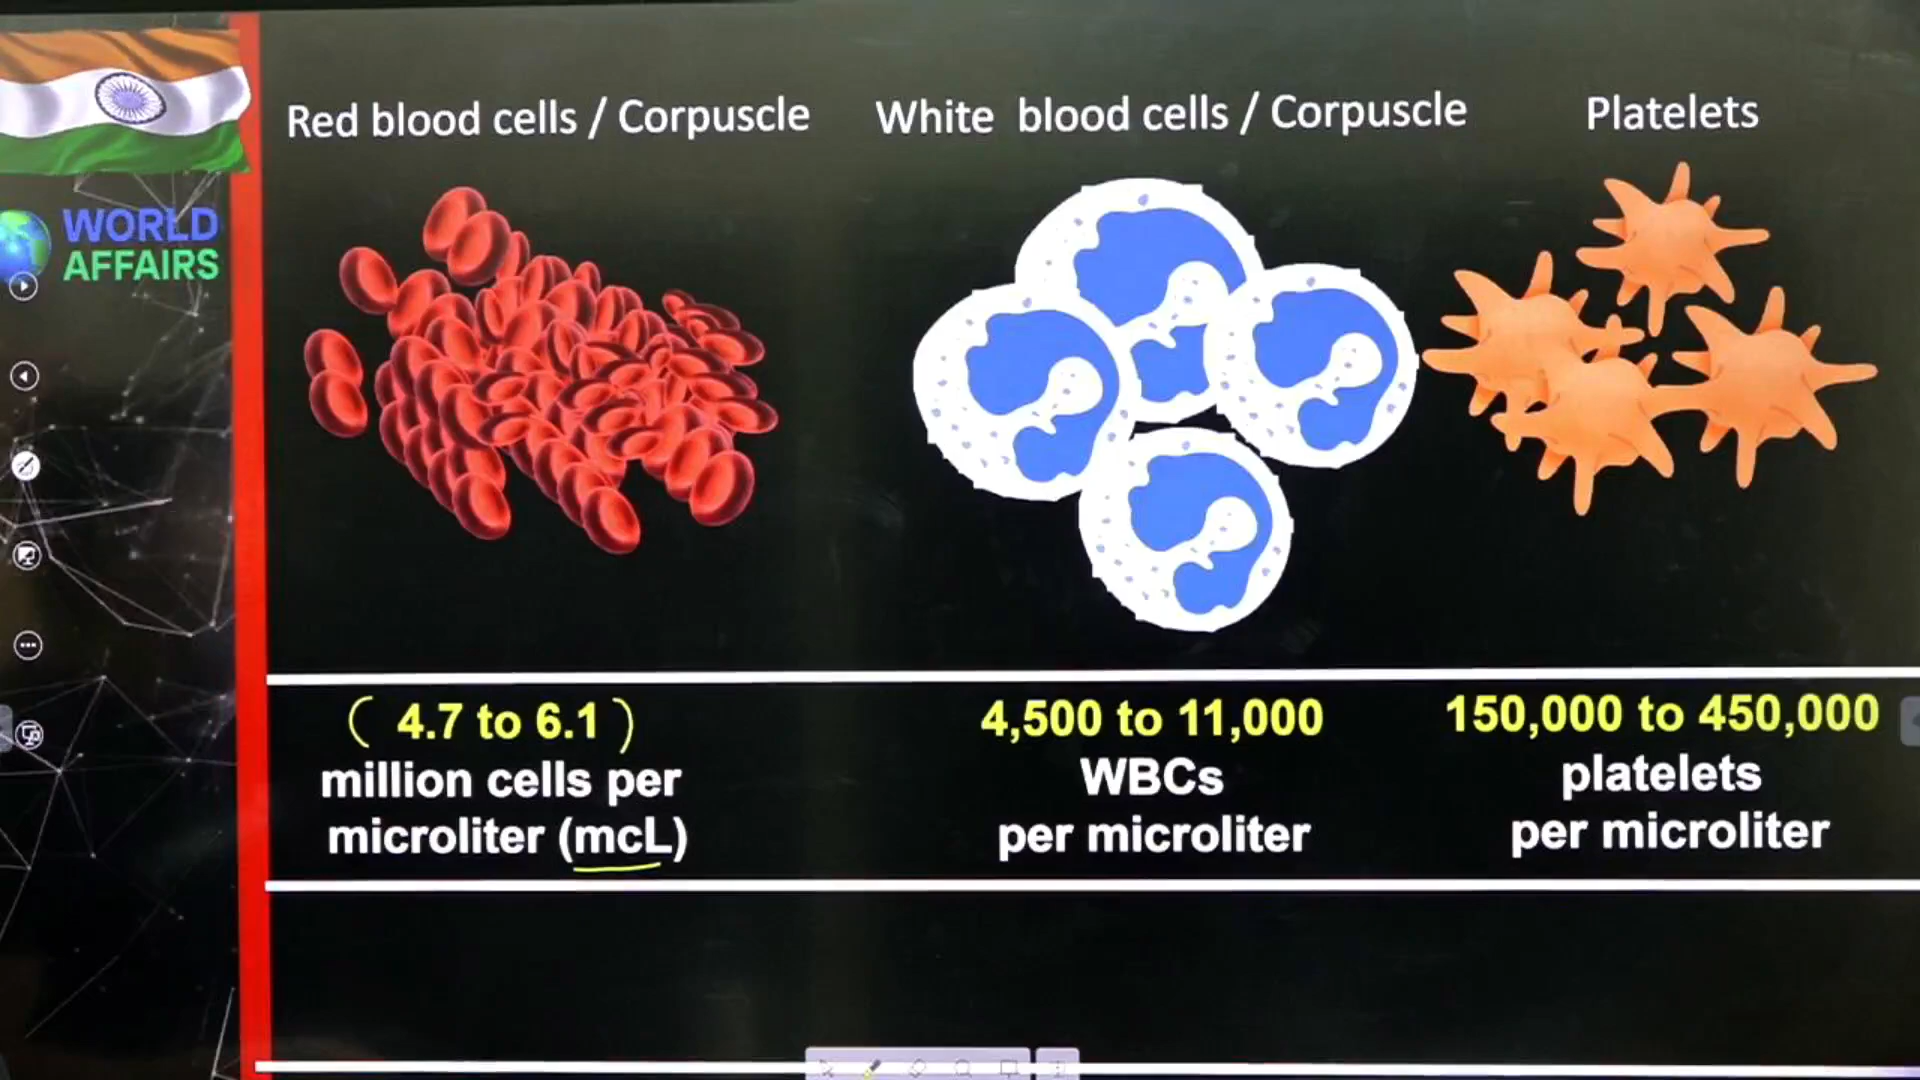 WORLD
AFFAIRS
Red blood cells / Corpuscle
White blood cells / Corpuscle
Platelets
( 4.7 to 6.1 )
million cells per
microliter (mcL)
4,500 to 11,000
WBCs
per microliter
150,000 to 450,000
platelets
per microliter